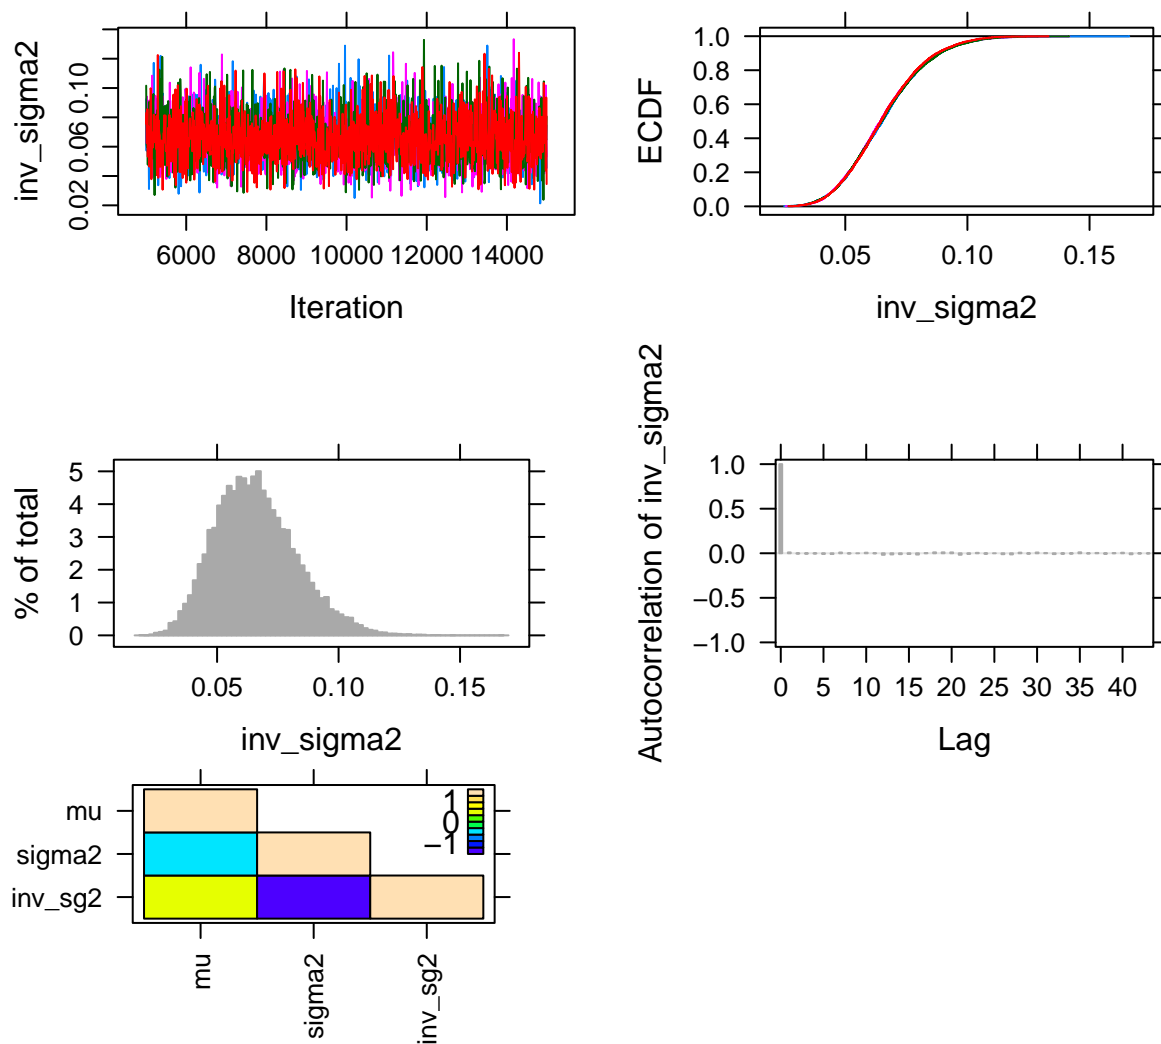 inv_sigma2
0.02 0.06 0.10
6000 8000 10000 12000 14000
Iteration
ECDF
1.0
0.8
0.6
0.4
0.2
0.0
0.05 0.10 0.15
inv_sigma2
% of total
5
4
3
2
1
0
0.05 0.10 0.15
inv_sigma2
Autocorrelation of inv_sigma2
1.0
0.5
0.0
−0.5
−1.0
0 5 10 15 20 25 30 35 40
Lag
mu
sigma2
inv_sg2
1
0
−1
mu
sigma2
inv_sg2